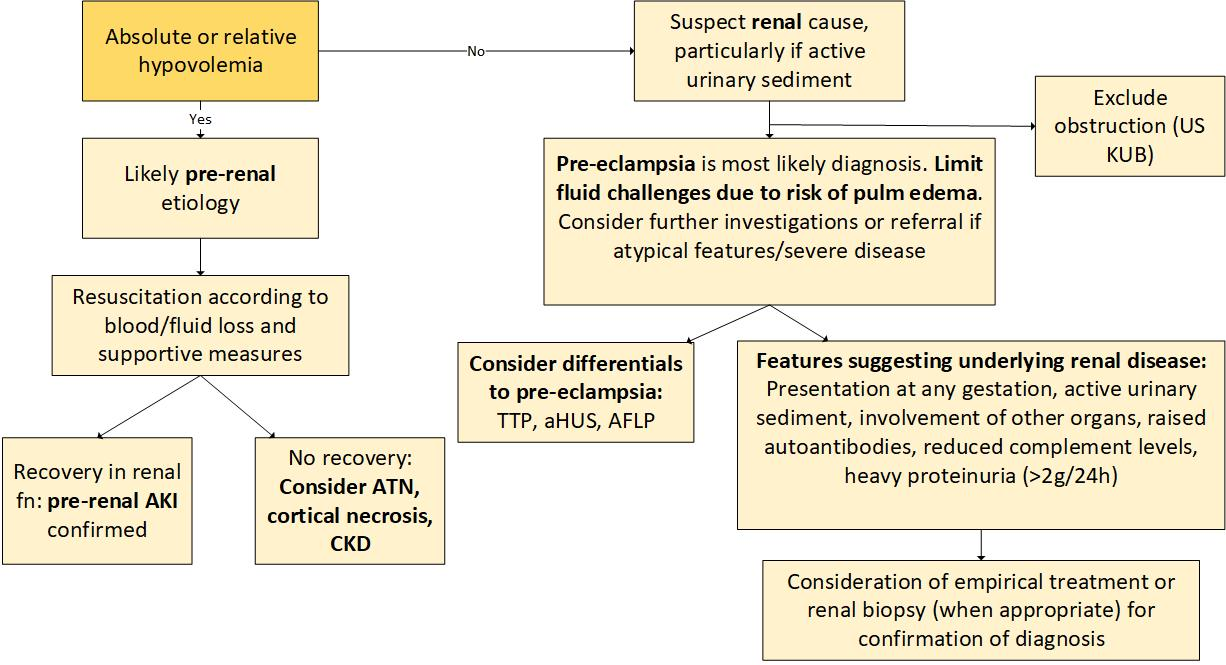 Absolute or relative
hypovolemia
No
Suspect renal cause,
particularly if active
urinary sediment
Exclude
obstruction (US
KUB)
Yes
Likely pre-renal
etiology
Pre-eclampsia is most likely diagnosis. Limit
fluid challenges due to risk of pulm edema.
Consider further investigations or referral if
atypical features/severe disease
Resuscitation according to
blood/fluid loss and
supportive measures
Consider differentials
to pre-eclampsia:
TTP, aHUS, AFLP
Features suggesting underlying renal disease:
Presentation at any gestation, active urinary
sediment, involvement of other organs, raised
autoantibodies, reduced complement levels,
heavy proteinuria (>2g/24h)
Recovery in renal
fn: pre-renal AKI
confirmed
No recovery:
Consider ATN,
cortical necrosis,
CKD
Consideration of empirical treatment or
renal biopsy (when appropriate) for
confirmation of diagnosis